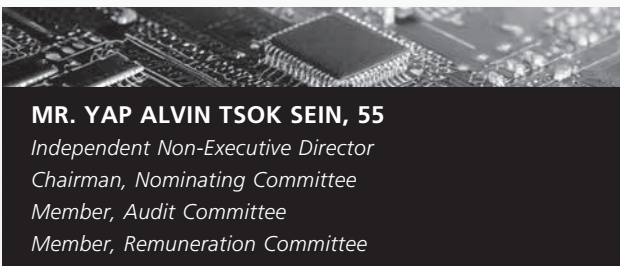 MR. YAP ALVIN TSOK SEIN, 55
Independent Non-Executive Director
Chairman, Nominating Committee
Member, Audit Committee
Member, Remuneration Committee